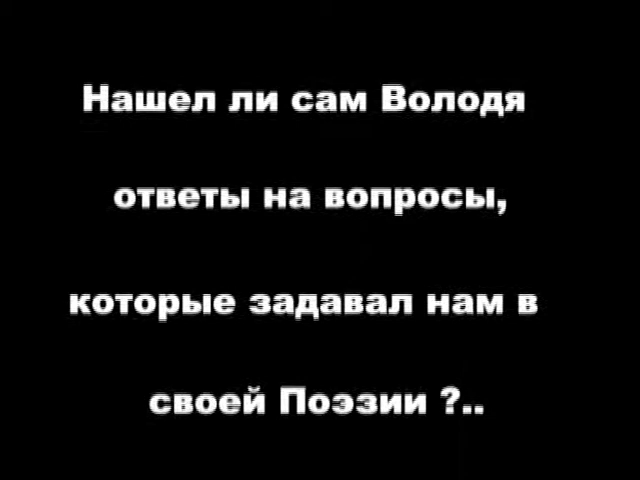 Нашел ли сам Володя
ответы на вопросы,
которые задавал нам в
своей Поэзии ?..